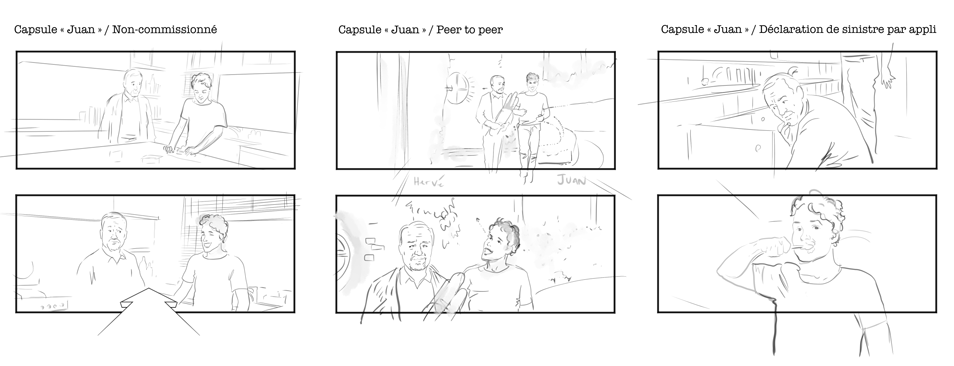 Capsule « Juan » / Non-commissionné
Capsule « Juan » / Peer to peer
Capsule « Juan » / Déclaration de sinistre par appli
Hervé
JUAN